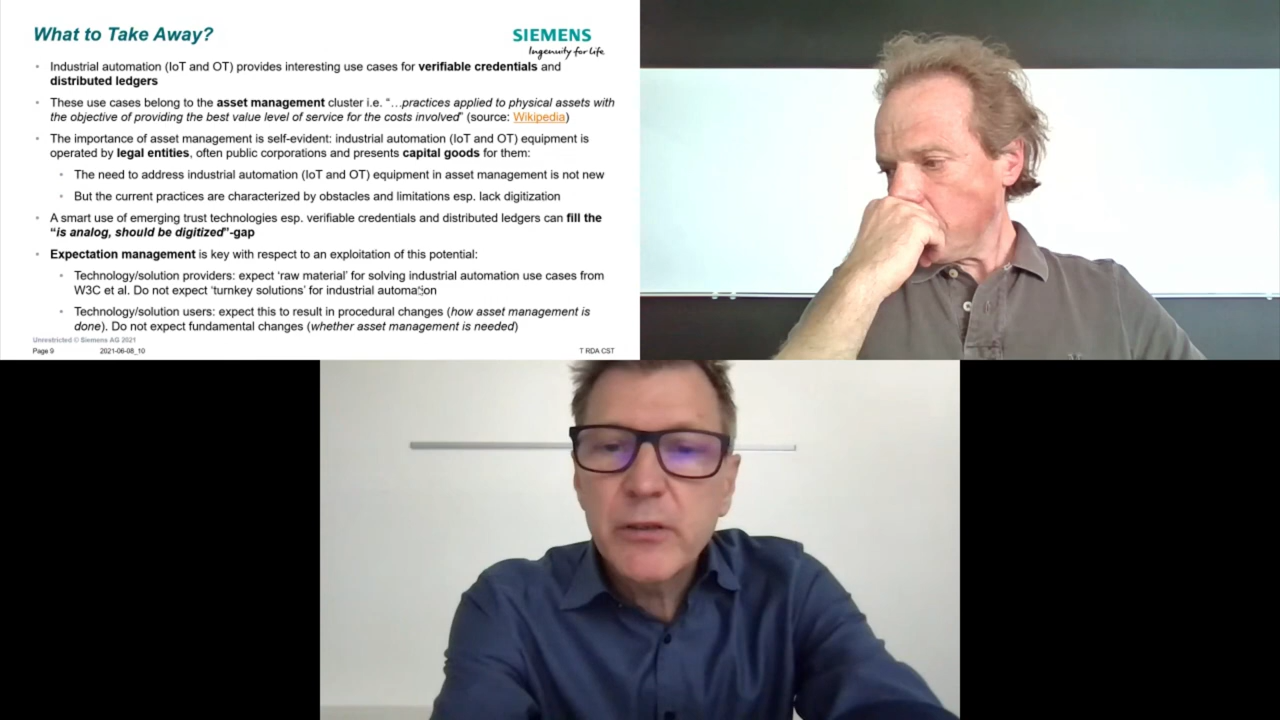 What to Take Away?
SIEMENS
Ingenuity for life
• Industrial automation (IoT and OT) provides interesting use cases for verifiable credentials and
distributed ledgers
• These use cases belong to the asset management cluster i.e. “…practices applied to physical assets with
the objective of providing the best value level of service for the costs involved” (source: Wikipedia)
• The importance of asset management is self-evident: industrial automation (IoT and OT) equipment is
operated by legal entities, often public corporations and presents capital goods for them:
• The need to address industrial automation (IoT and OT) equipment in asset management is not new
• But the current practices are characterized by obstacles and limitations esp. lack digitization
• A smart use of emerging trust technologies esp. verifiable credentials and distributed ledgers can fill the
“is analog, should be digitized”-gap
• Expectation management is key with respect to an exploitation of this potential:
• Technology/solution providers: expect ‘raw material’ for solving industrial automation use cases from
W3C et al. Do not expect ‘turnkey solutions’ for industrial automation
• Technology/solution users: expect this to result in procedural changes (how asset management is
done). Do not expect fundamental changes (whether asset management is needed)
Unrestricted © Siemens AG 2021
Page 9 2021-06-08_10 T RDA CST